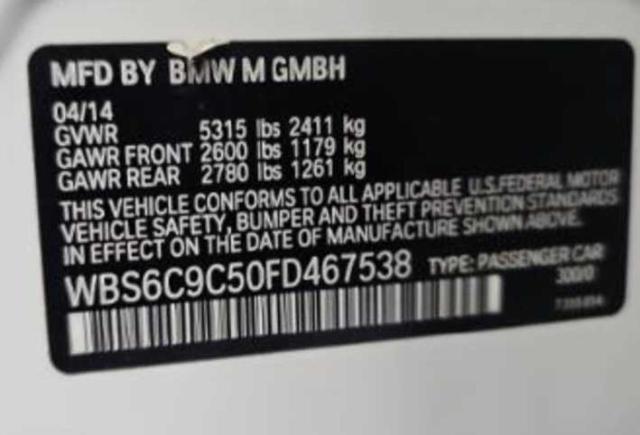 MFD BY BMW M GMBH
04/14
GVWR 5315 lbs 2411 kg
GAWR FRONT 2600 lbs 1179 kg
GAWR REAR 2780 lbs 1261 kg
THIS VEHICLE CONFORMS TO ALL APPLICABLE U.S.FEDERAL MOTOR
VEHICLE SAFETY, BUMPER AND THEFT PREVENTION STANDARDS
IN EFFECT ON THE DATE OF MANUFACTURE SHOWN ABOVE.
WBS6C9C50FD467538 TYPE: PASSENGER CAR
300/0